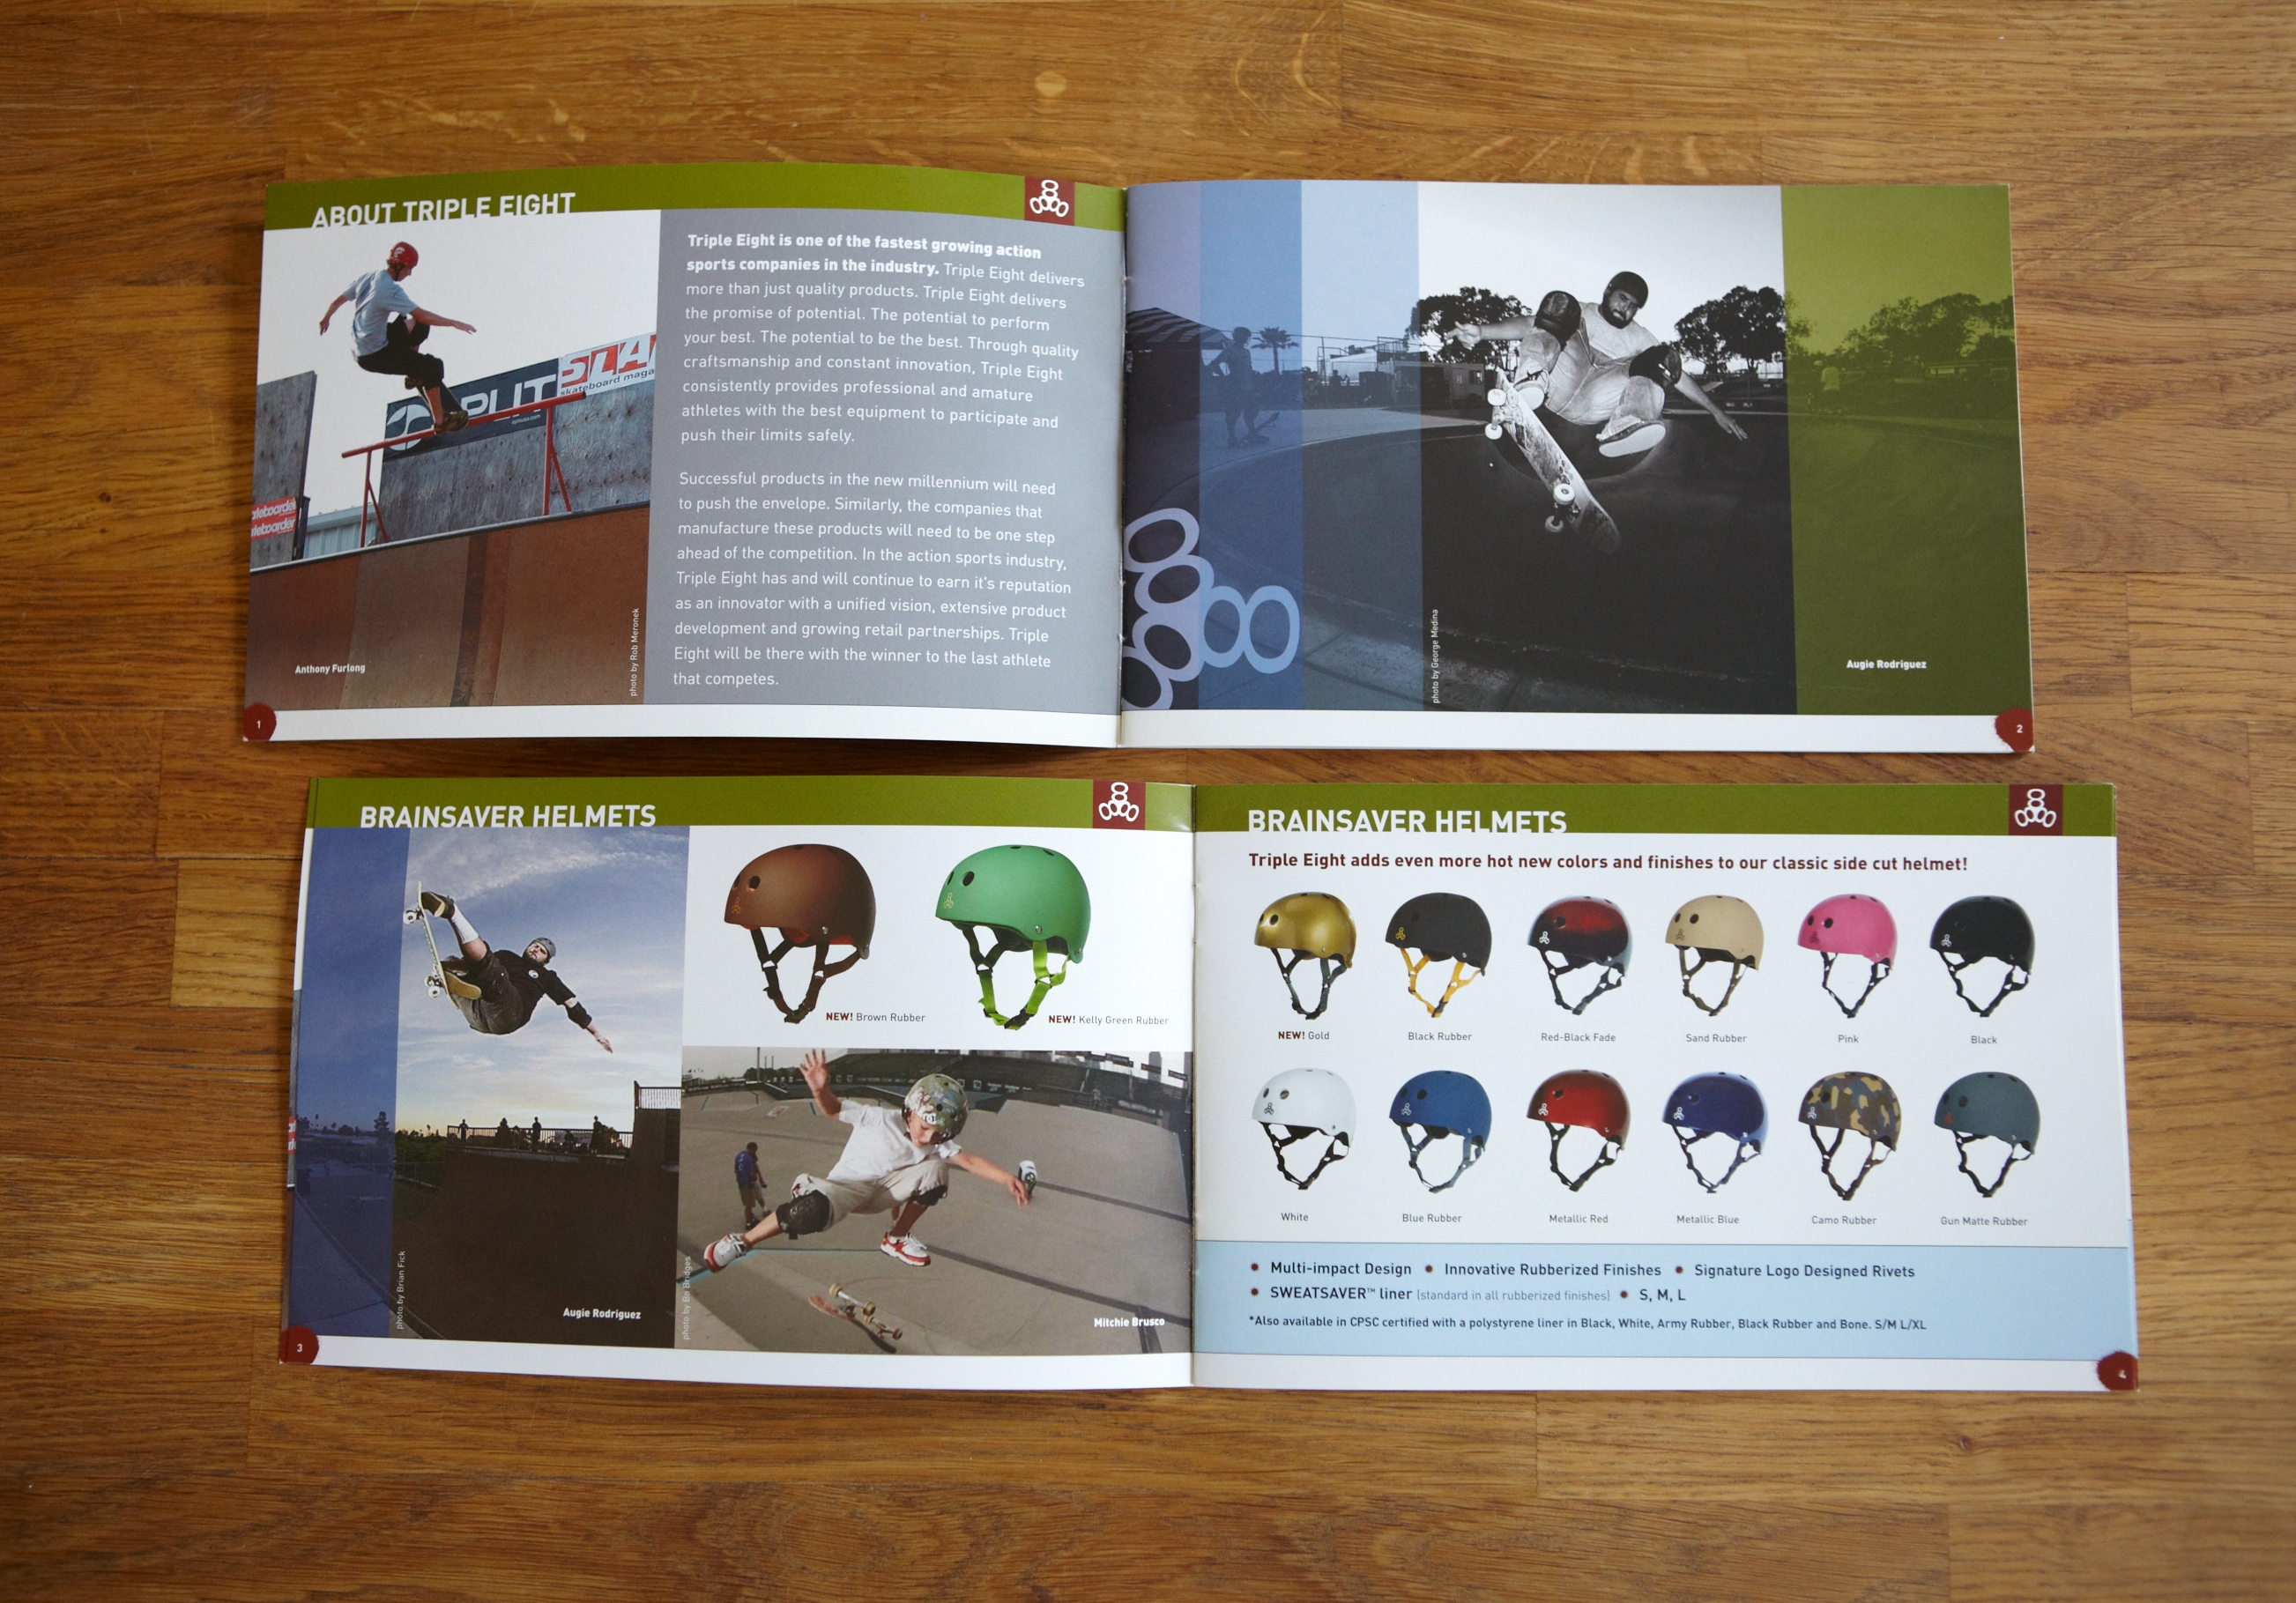 ABOUT TRIPLE EIGHT
Triple Eight is one of the fastest growing action
sports companies in the industry. Triple Eight delivers
more than just quality products. Triple Eight delivers
the promise of potential. The potential to perform
your best. The potential to be the best. Through quality
craftsmanship and constant innovation, Triple Eight
consistently provides professional and amature
athletes with the best equipment to participate and
push their limits safely.
Successful products in the new millennium will need
to push the envelope. Similarly, the companies that
manufacture these products will need to be one step
ahead of the competition. In the action sports industry,
Triple Eight has and will continue to earn it's reputation
as an innovator with a unified vision, extensive product
development and growing retail partnerships. Triple
Eight will be there with the winner to the last athlete
that competes.
SPLIT
SLA
skateboard maga
ateboarder
ateboarder
Anthony Furlong
photo by Rob Meronek
1
photo by George Medina
Augie Rodriguez
2
BRAINSAVER HELMETS
NEW! Brown Rubber
NEW! Kelly Green Rubber
photo by Brian Fick
Augie Rodriguez
photo by Bo Bridges
Mitchie Brusco
3
BRAINSAVER HELMETS
Triple Eight adds even more hot new colors and finishes to our classic side cut helmet!
NEW! Gold
Black Rubber
Red-Black Fade
Sand Rubber
Pink
Black
White
Blue Rubber
Metallic Red
Metallic Blue
Camo Rubber
Gun Matte Rubber
• Multi-impact Design • Innovative Rubberized Finishes • Signature Logo Designed Rivets
• SWEATSAVER™ liner (standard in all rubberized finishes) • S, M, L
*Also available in CPSC certified with a polystyrene liner in Black, White, Army Rubber, Black Rubber and Bone. S/M L/XL
4